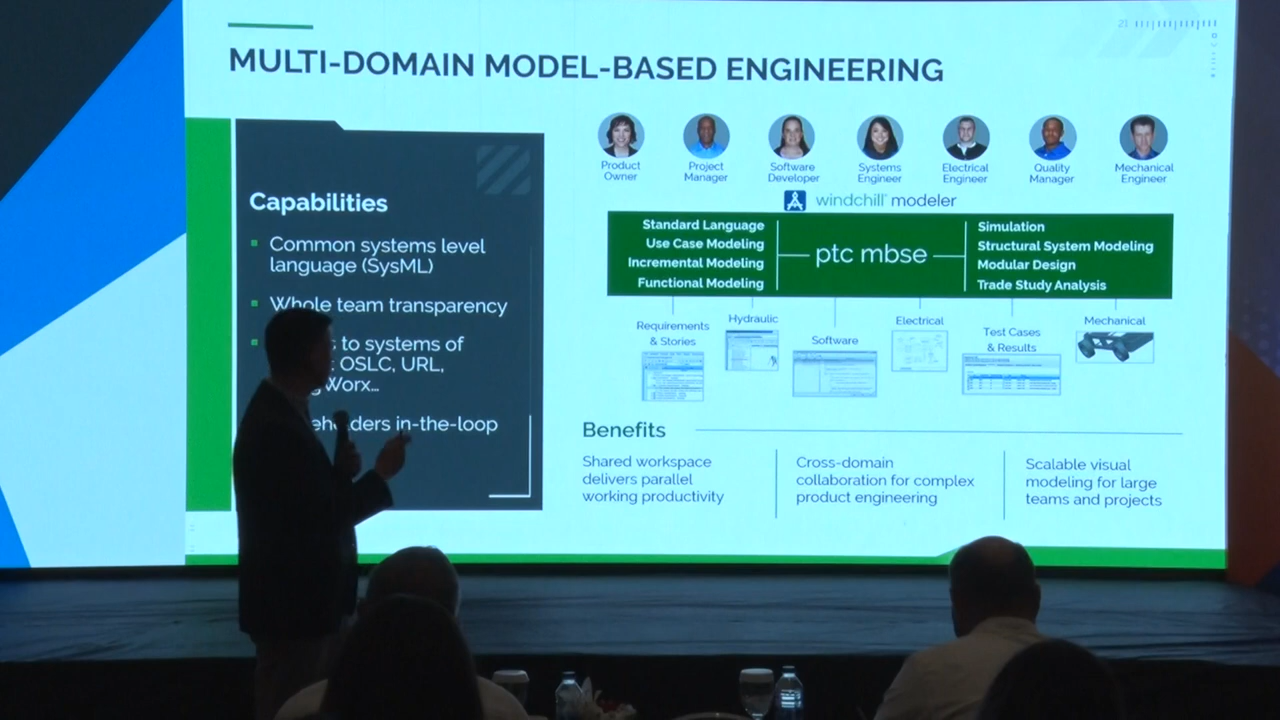 21
MULTI-DOMAIN MODEL-BASED ENGINEERING
Capabilities
Common systems level
language (SysML)
Whole team transparency
to systems of
OSLC, URL,
Worx...
in-the-loop
Product
Owner
Project
Manager
Software
Developer
Systems
Engineer
Electrical
Engineer
Quality
Manager
Mechanical
Engineer
windchill® modeler
Standard Language
Use Case Modeling
Incremental Modeling
Functional Modeling
ptc mbse
Simulation
Structural System Modeling
Modular Design
Trade Study Analysis
Requirements
& Stories
Hydraulic
Software
Electrical
Test Cases
& Results
Mechanical
Benefits
Shared workspace
delivers parallel
working productivity
Cross-domain
collaboration for complex
product engineering
Scalable visual
modeling for large
teams and projects